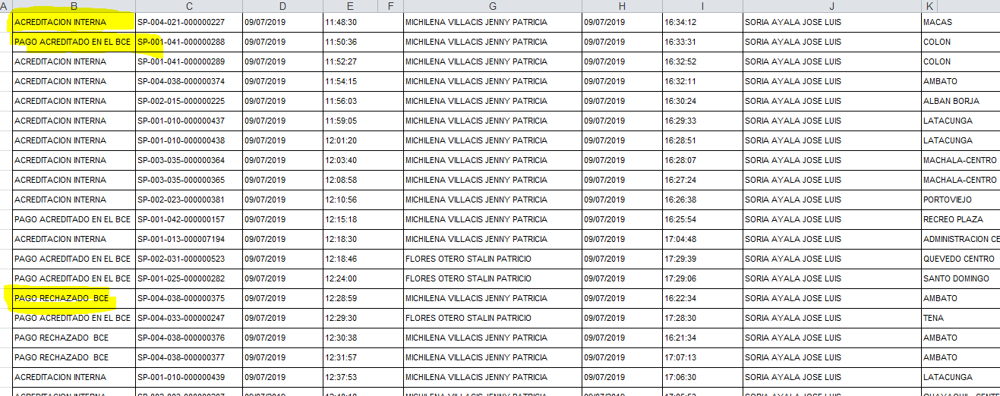 A B C D E F G H I J K
ACREDITACION INTERNA SP-004-021-000000227 09/07/2019 11:48:30 MICHILENA VILLACIS JENNY PATRICIA 09/07/2019 16:34:12 SORIA AYALA JOSE LUIS MACAS
PAGO ACREDITADO EN EL BCE SP-001-041-000000288 09/07/2019 11:50:36 MICHILENA VILLACIS JENNY PATRICIA 09/07/2019 16:33:31 SORIA AYALA JOSE LUIS COLON
ACREDITACION INTERNA SP-001-041-000000289 09/07/2019 11:52:27 MICHILENA VILLACIS JENNY PATRICIA 09/07/2019 16:32:52 SORIA AYALA JOSE LUIS COLON
ACREDITACION INTERNA SP-004-038-000000374 09/07/2019 11:54:15 MICHILENA VILLACIS JENNY PATRICIA 09/07/2019 16:32:11 SORIA AYALA JOSE LUIS AMBATO
ACREDITACION INTERNA SP-002-015-000000225 09/07/2019 11:56:03 MICHILENA VILLACIS JENNY PATRICIA 09/07/2019 16:30:24 SORIA AYALA JOSE LUIS ALBAN BORJA
ACREDITACION INTERNA SP-001-010-000000437 09/07/2019 11:59:05 MICHILENA VILLACIS JENNY PATRICIA 09/07/2019 16:29:33 SORIA AYALA JOSE LUIS LATACUNGA
ACREDITACION INTERNA SP-001-010-000000438 09/07/2019 12:01:20 MICHILENA VILLACIS JENNY PATRICIA 09/07/2019 16:28:51 SORIA AYALA JOSE LUIS LATACUNGA
ACREDITACION INTERNA SP-003-035-000000364 09/07/2019 12:03:40 MICHILENA VILLACIS JENNY PATRICIA 09/07/2019 16:28:07 SORIA AYALA JOSE LUIS MACHALA-CENTRO
ACREDITACION INTERNA SP-003-035-000000365 09/07/2019 12:08:58 MICHILENA VILLACIS JENNY PATRICIA 09/07/2019 16:27:24 SORIA AYALA JOSE LUIS MACHALA-CENTRO
ACREDITACION INTERNA SP-002-023-000000381 09/07/2019 12:10:56 MICHILENA VILLACIS JENNY PATRICIA 09/07/2019 16:26:38 SORIA AYALA JOSE LUIS PORTOVIEJO
PAGO ACREDITADO EN EL BCE SP-001-042-000000157 09/07/2019 12:15:18 MICHILENA VILLACIS JENNY PATRICIA 09/07/2019 16:25:54 SORIA AYALA JOSE LUIS RECREO PLAZA
ACREDITACION INTERNA SP-001-013-000007194 09/07/2019 12:18:30 MICHILENA VILLACIS JENNY PATRICIA 09/07/2019 17:04:48 SORIA AYALA JOSE LUIS ADMINISTRACION CE
PAGO ACREDITADO EN EL BCE SP-002-031-000000523 09/07/2019 12:18:46 FLORES OTERO STALIN PATRICIO 09/07/2019 17:29:39 SORIA AYALA JOSE LUIS QUEVEDO CENTRO
PAGO ACREDITADO EN EL BCE SP-001-025-000000282 09/07/2019 12:24:00 FLORES OTERO STALIN PATRICIO 09/07/2019 17:29:06 SORIA AYALA JOSE LUIS SANTO DOMINGO
PAGO RECHAZADO BCE SP-004-038-000000375 09/07/2019 12:28:59 MICHILENA VILLACIS JENNY PATRICIA 09/07/2019 16:22:34 SORIA AYALA JOSE LUIS AMBATO
PAGO ACREDITADO EN EL BCE SP-004-033-000000247 09/07/2019 12:29:30 FLORES OTERO STALIN PATRICIO 09/07/2019 17:28:30 SORIA AYALA JOSE LUIS TENA
PAGO RECHAZADO BCE SP-004-038-000000376 09/07/2019 12:30:38 MICHILENA VILLACIS JENNY PATRICIA 09/07/2019 16:21:34 SORIA AYALA JOSE LUIS AMBATO
PAGO RECHAZADO BCE SP-004-038-000000377 09/07/2019 12:31:57 MICHILENA VILLACIS JENNY PATRICIA 09/07/2019 17:07:13 SORIA AYALA JOSE LUIS AMBATO
ACREDITACION INTERNA SP-001-010-000000439 09/07/2019 12:37:53 MICHILENA VILLACIS JENNY PATRICIA 09/07/2019 17:06:30 SORIA AYALA JOSE LUIS LATACUNGA
ACREDITACION INTERNA 09/07/2019 MICHILENA VILLACIS JENNY PATRICIA 09/07/2019 SORIA AYALA JOSE LUIS